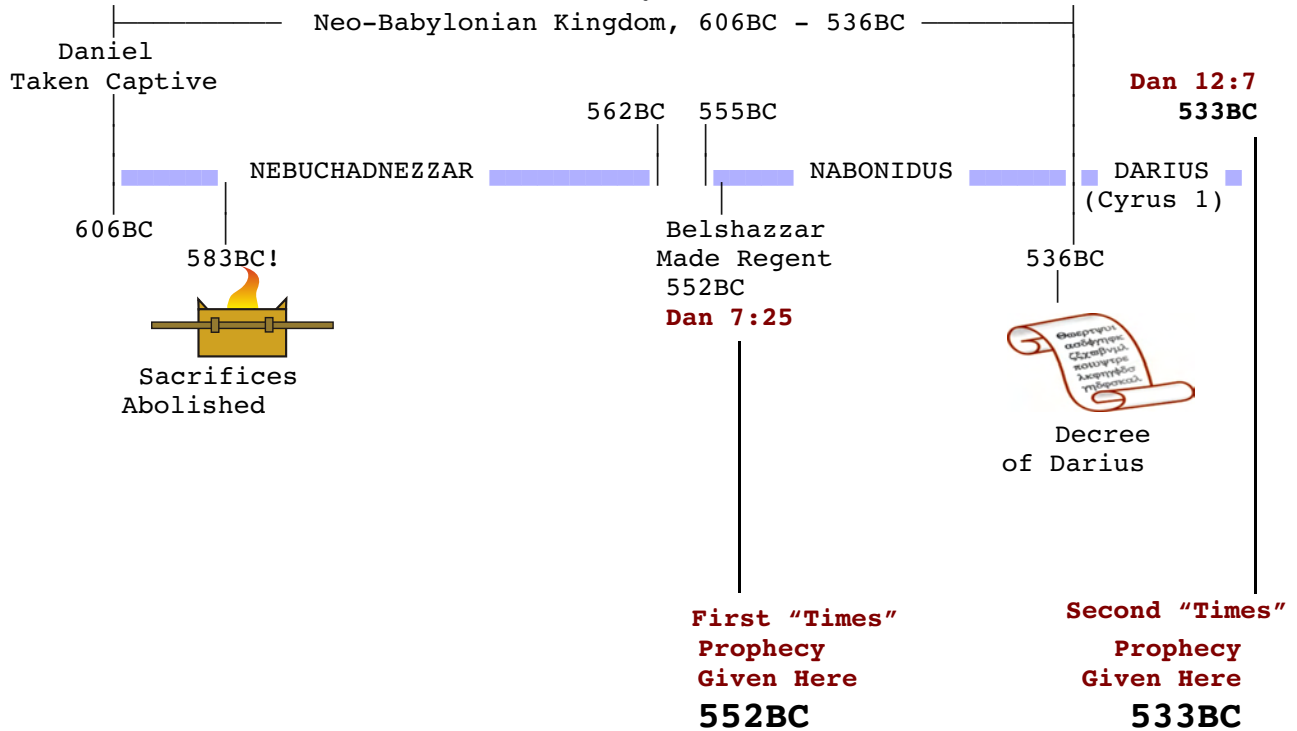 Neo-Babylonian Kingdom, 606BC - 536BC
Daniel
Taken Captive
Dan 12:7
533BC
562BC
555BC
NEBUCHADNEZZAR
NABONIDUS
DARIUS
(Cyrus 1)
606BC
583BC!
Belshazzar
Made Regent
552BC
Dan 7:25
536BC
Sacrifices
Abolished
Decree
of Darius
First “Times”
Prophecy
Given Here
552BC
Second “Times”
Prophecy
Given Here
533BC